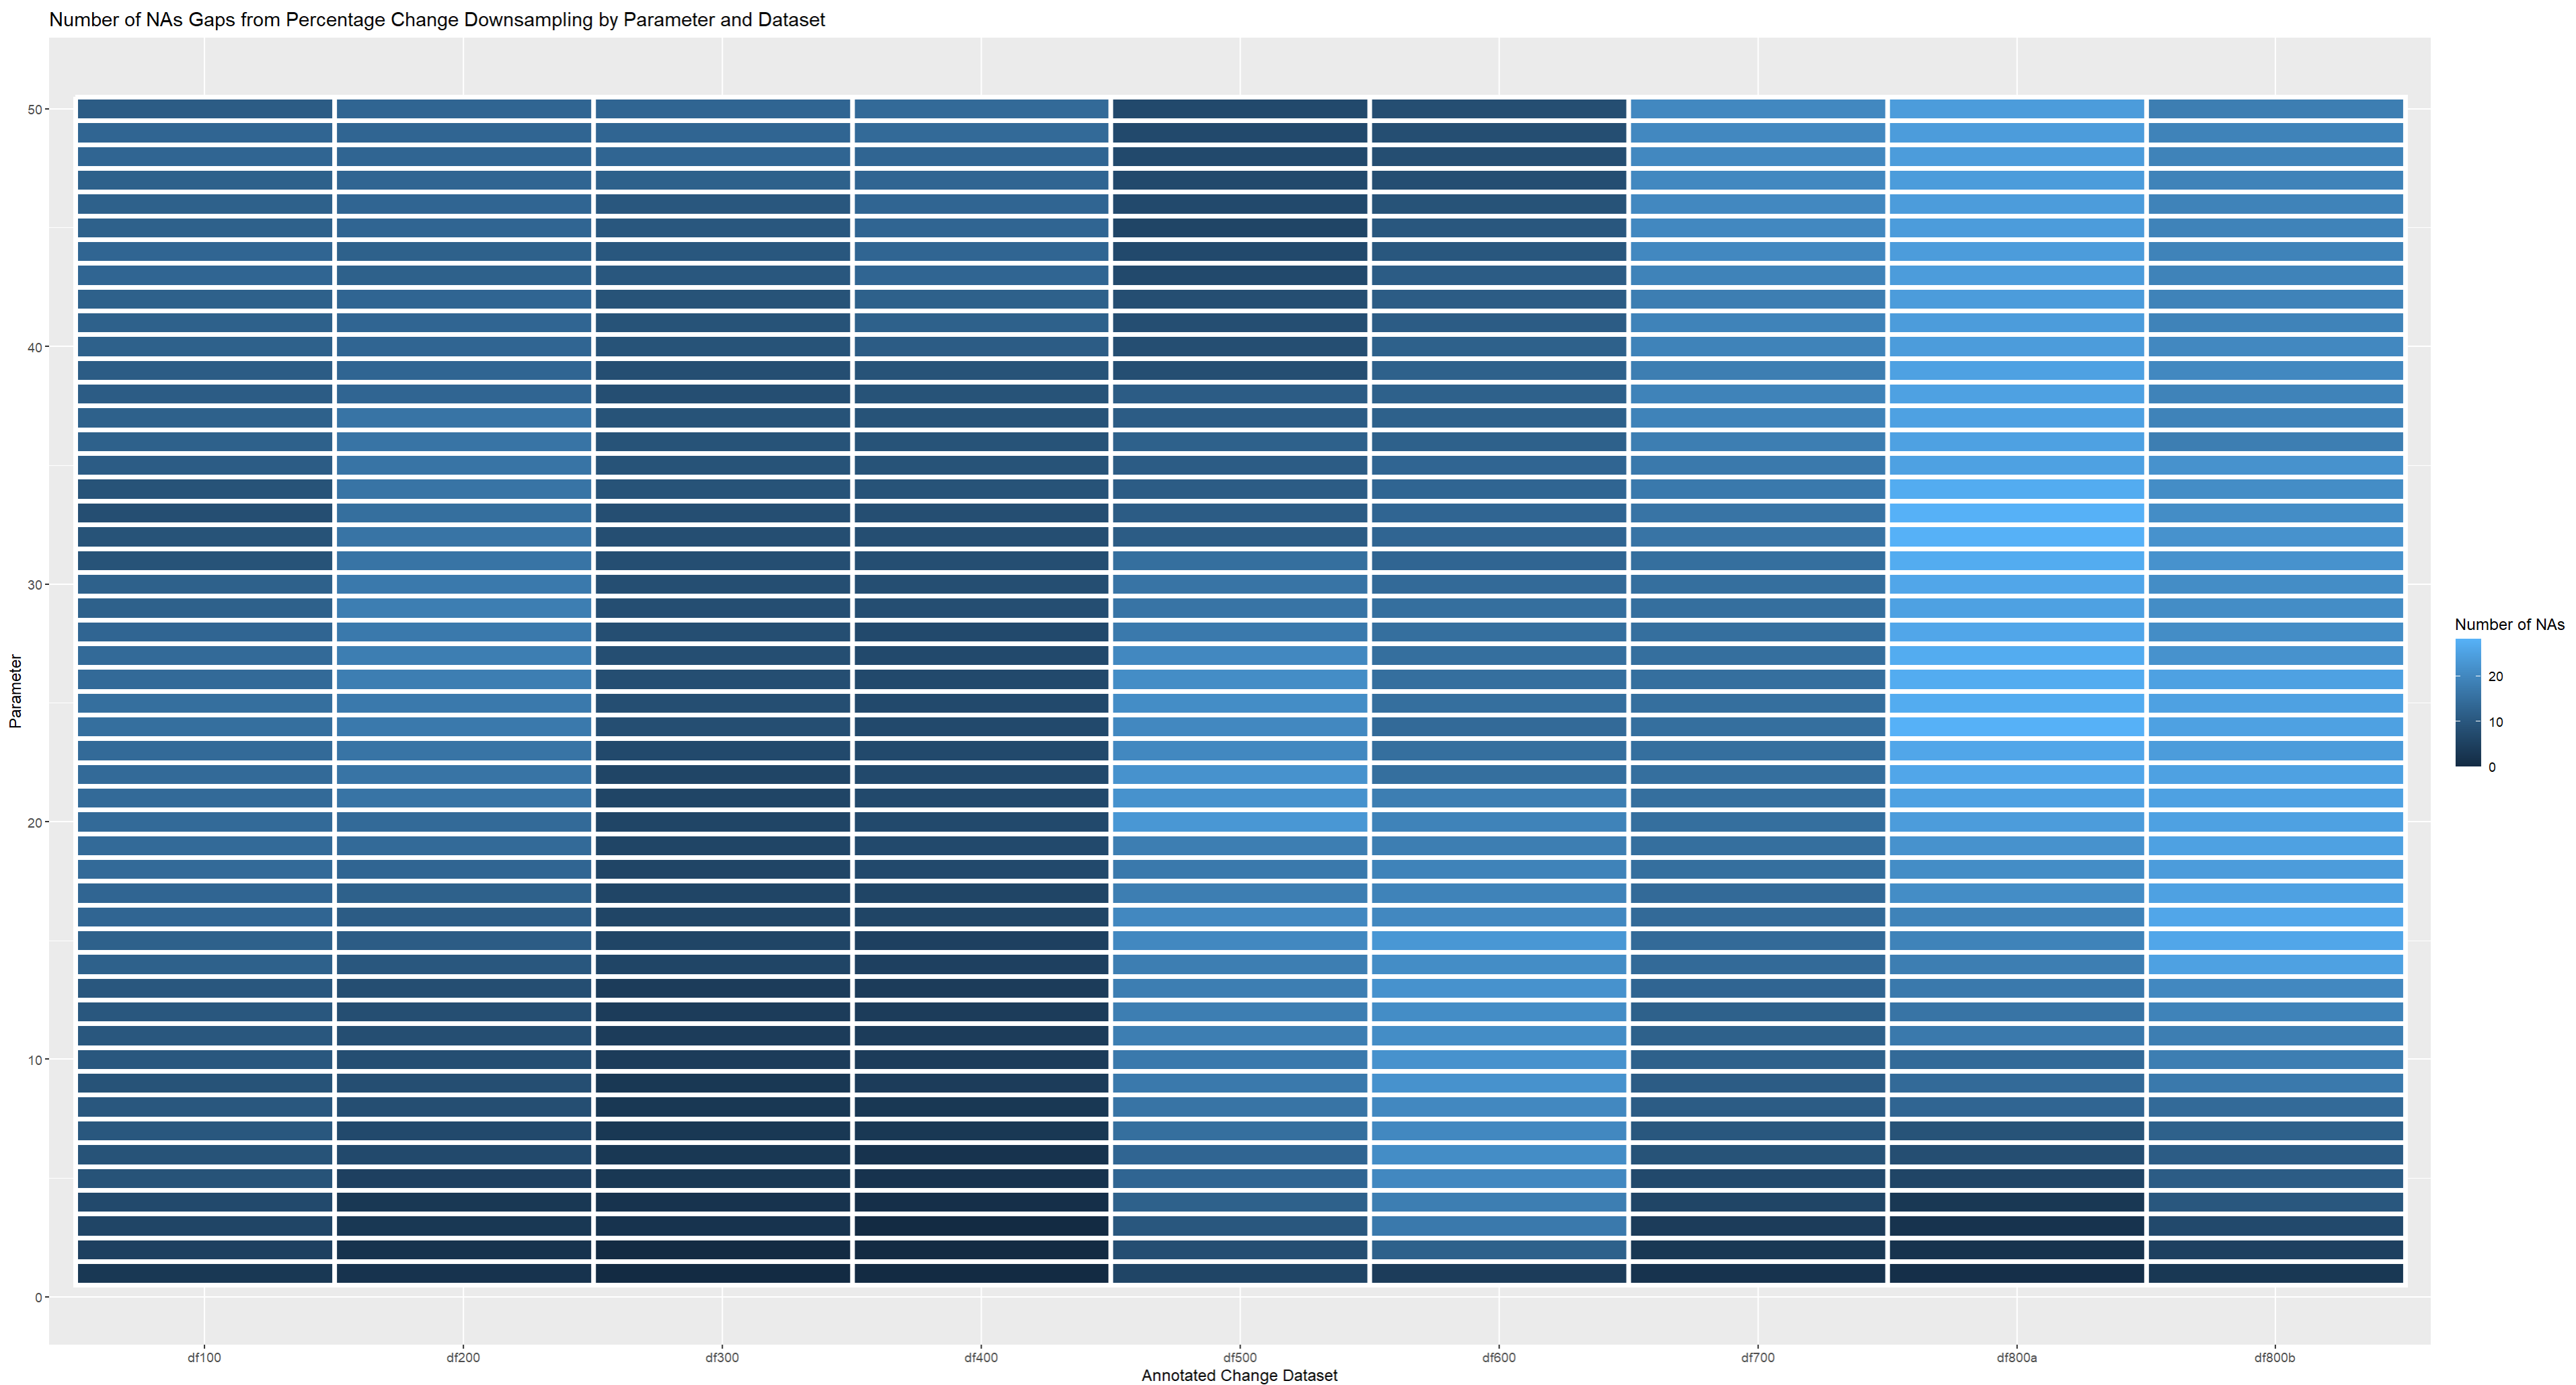 Number of NAs Gaps from Percentage Change Downsampling by Parameter and Dataset
50
40
30
20
10
0
Parameter
df100
df200
df300
df400
df500
df600
df700
df800a
df800b
Annotated Change Dataset
Number of NAs
20
10
0